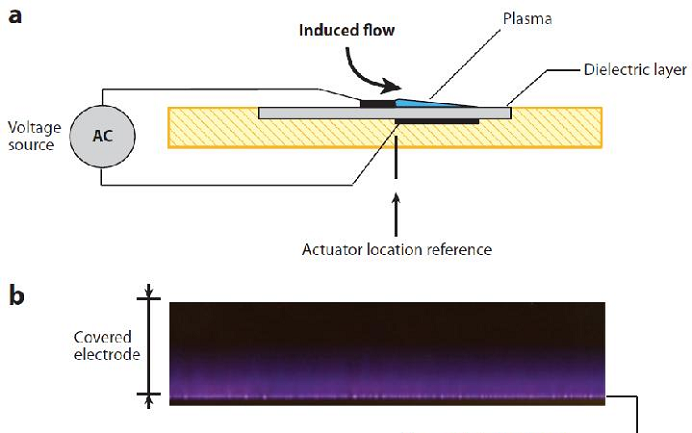 a
Induced flow
Plasma
Dielectric layer
Voltage
source
AC
Actuator location reference
b
Covered
electrode